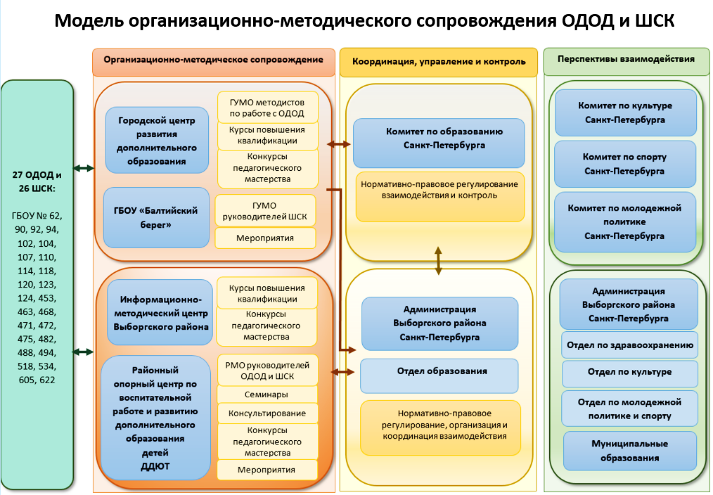 Модель организационно-методического сопровождения ОДОД и ШСК
27 ОДОД и
26 ШСК:
ГБОУ № 62,
90, 92, 94,
102, 104,
107, 110,
114, 118,
120, 123,
124, 453,
463, 468,
471, 472,
475, 482,
488, 494,
518, 534,
605, 622
Организационно-методическое сопровождение
Городской центр
развития
дополнительного
образования
ГУМО методистов
по работе с ОДОД
Курсы повышения
квалификации
Конкурсы
педагогического
мастерства
ГБОУ «Балтийский
берег»
ГУМО
руководителей ШСК
Мероприятия
Информационно-
методический центр
Выборгского района
Курсы повышения
квалификации
Конкурсы
педагогического
мастерства
Районный
опорный центр по
воспитательной
работе и развитию
дополнительного
образования
детей
ДДЮТ
РМО руководителей
ОДОД и ШСК
Семинары
Консультирование
Конкурсы
педагогического
мастерства
Мероприятия
Координация, управление и контроль
Комитет по образованию
Санкт-Петербурга
Нормативно-правовое регулирование
взаимодействия и контроль
Администрация
Выборгского района
Санкт-Петербурга
Отдел образования
Нормативно-правовое
регулирование, организация и
координация взаимодействия
Перспективы взаимодействия
Комитет по культуре
Санкт-Петербурга
Комитет по спорту
Санкт-Петербурга
Комитет по молодежной
политике
Санкт-Петербурга
Администрация
Выборгского района
Санкт-Петербурга
Отдел по здравоохранению
Отдел по культуре
Отдел по молодежной
политике и спорту
Муниципальные
образования